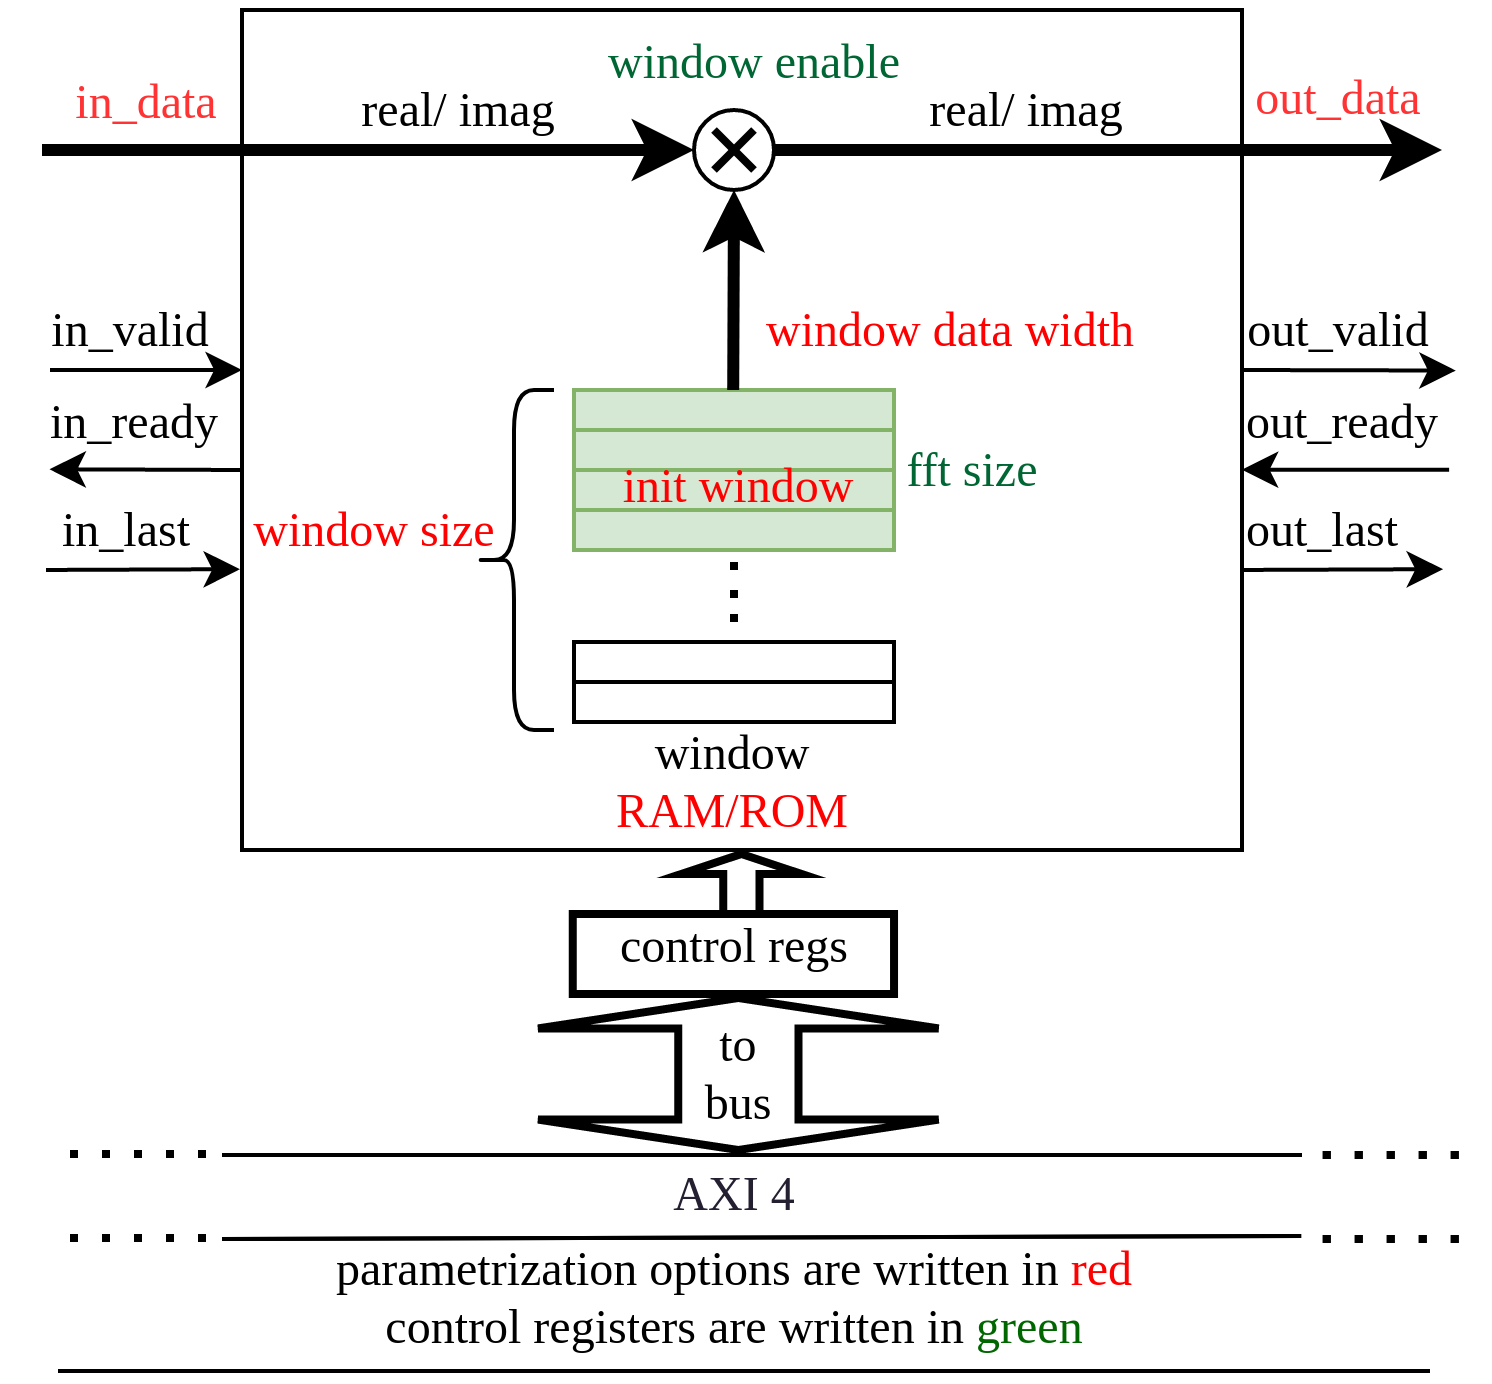 window enable
in_data
real/ imag
real/ imag
out_data
in_valid
window data width
out_valid
in_ready
out_ready
fft size
init window
in_last
window size
out_last
window
RAM/ROM
control regs
to
bus
AXI 4
parametrization options are written in red
control registers are written in green